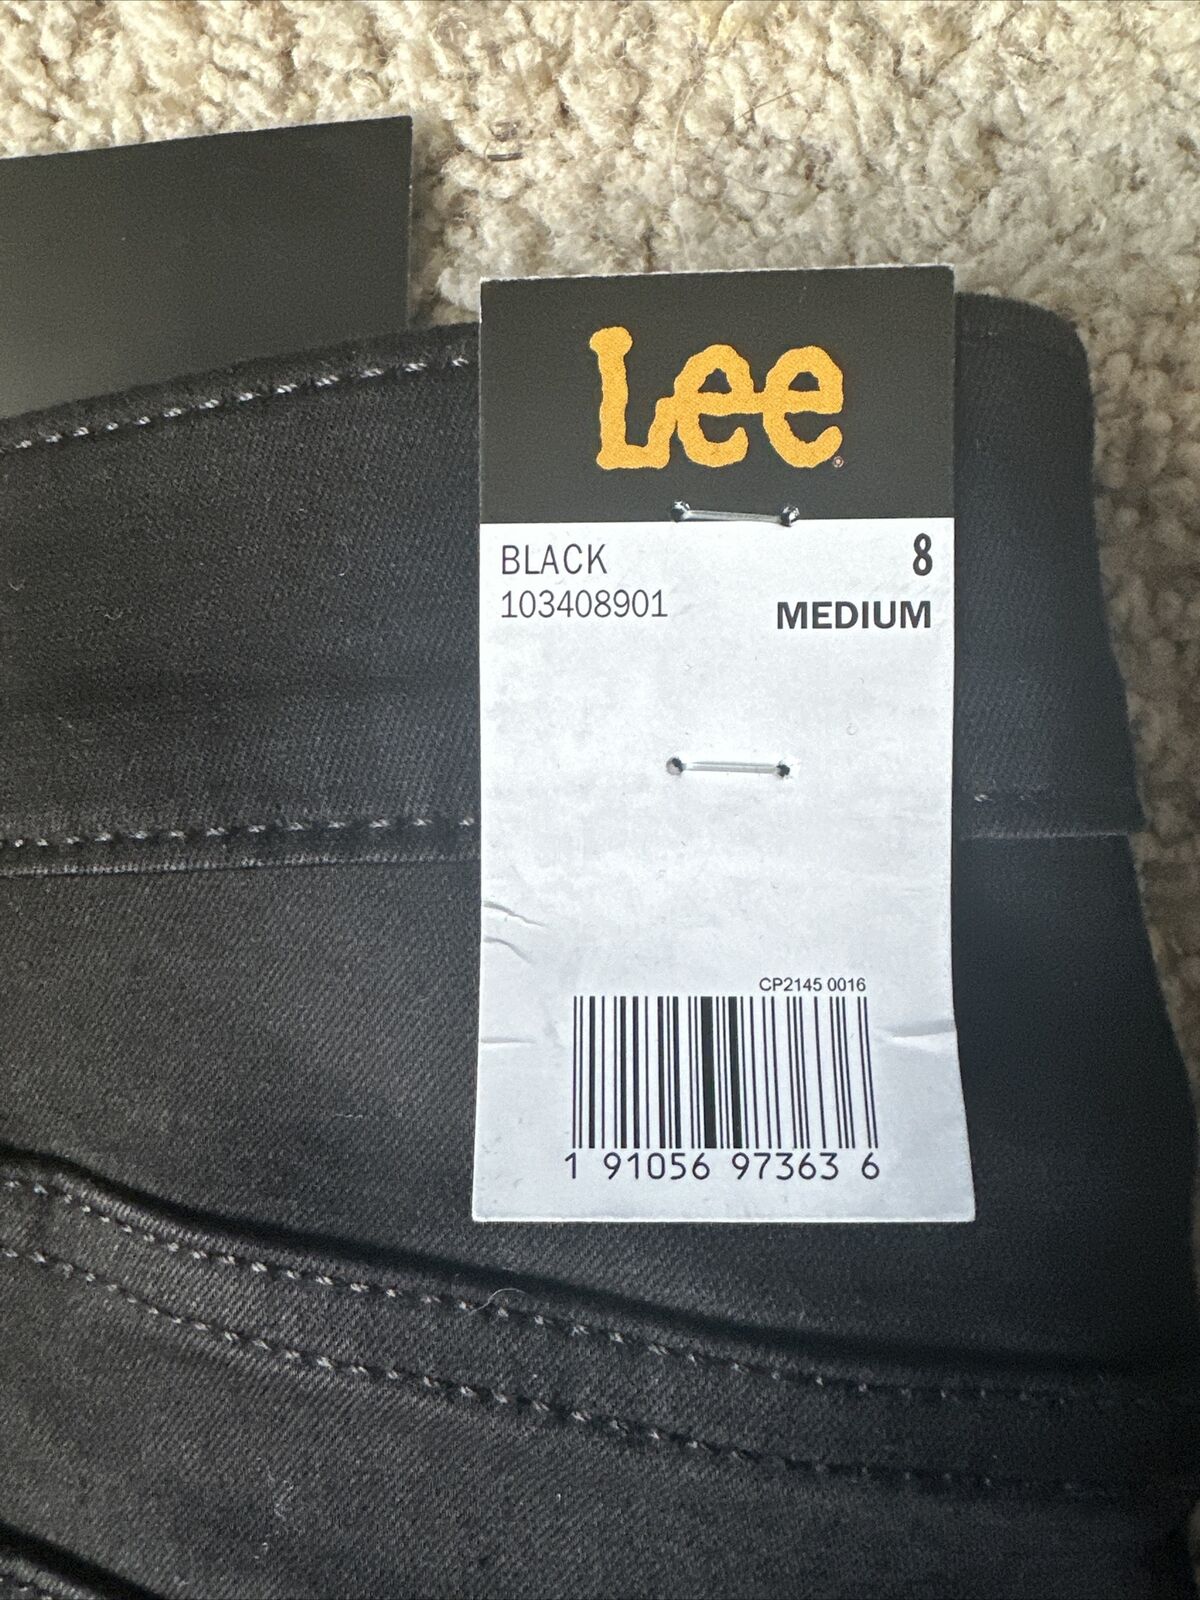 Lee®
BLACK 8
103408901 MEDIUM
CP2145 0016
1 91056 97363 6